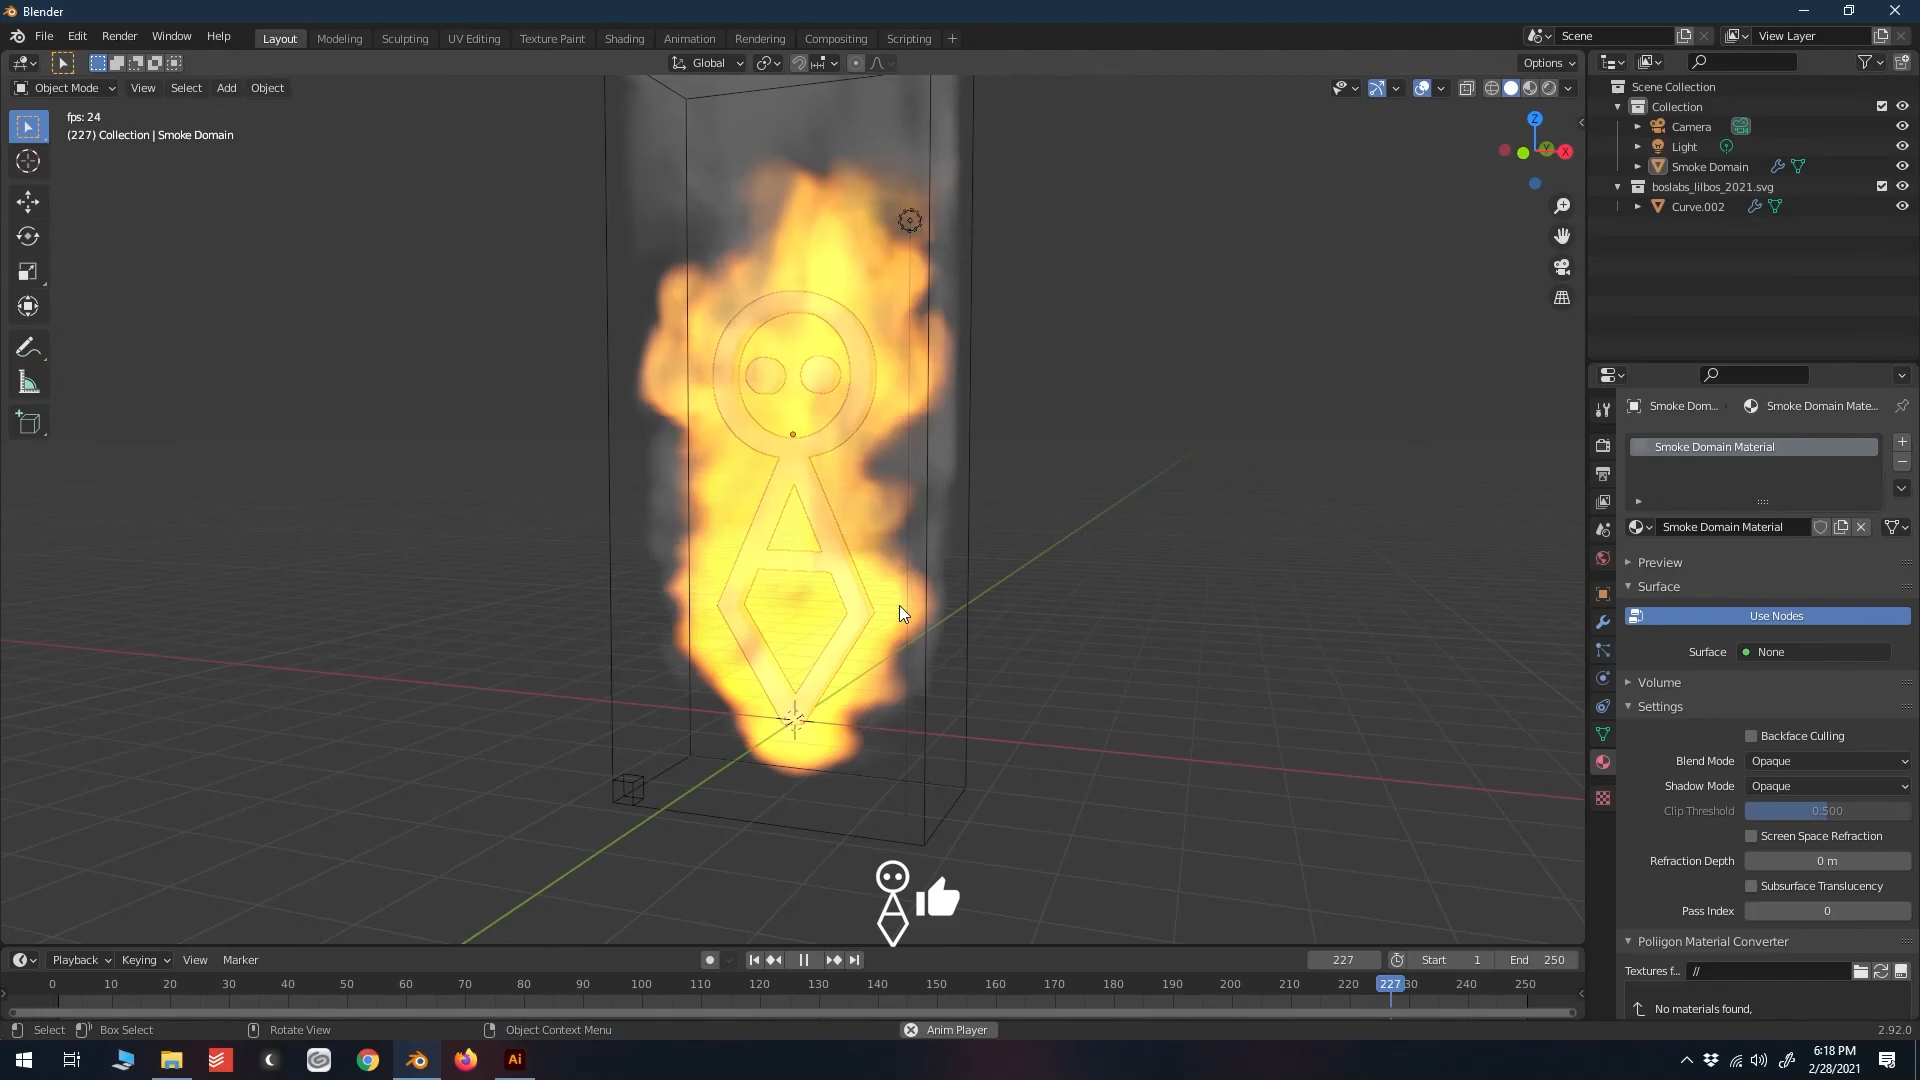 Blender
File Edit Render Window Help
Layout Modeling Sculpting UV Editing Texture Paint Shading Animation Rendering Compositing Scripting +
Scene
View Layer
Global
Options
Object Mode View Select Add Object
fps: 24
(227) Collection | Smoke Domain
Z
Y
X
Scene Collection
Collection
Camera
Light
Smoke Domain
boslabs_lilbos_2021.svg
Curve.002
Smoke Dom...
Smoke Domain Mate...
Smoke Domain Material
Smoke Domain Material
Preview
Surface
Use Nodes
Surface None
Volume
Settings
Backface Culling
Blend Mode Opaque
Shadow Mode Opaque
Clip Threshold 0.500
Screen Space Refraction
Refraction Depth 0 m
Subsurface Translucency
Pass Index 0
Poliigon Material Converter
Textures f... //
No materials found,
Playback Keying View Marker
227 Start 1 End 250
0 10 20 30 40 50 60 70 80 90 100 110 120 130 140 150 160 170 180 190 200 210 220 227 30 240 250
Select Box Select Rotate View Object Context Menu Anim Player 2.92.0
Ai
6:18 PM
2/28/2021